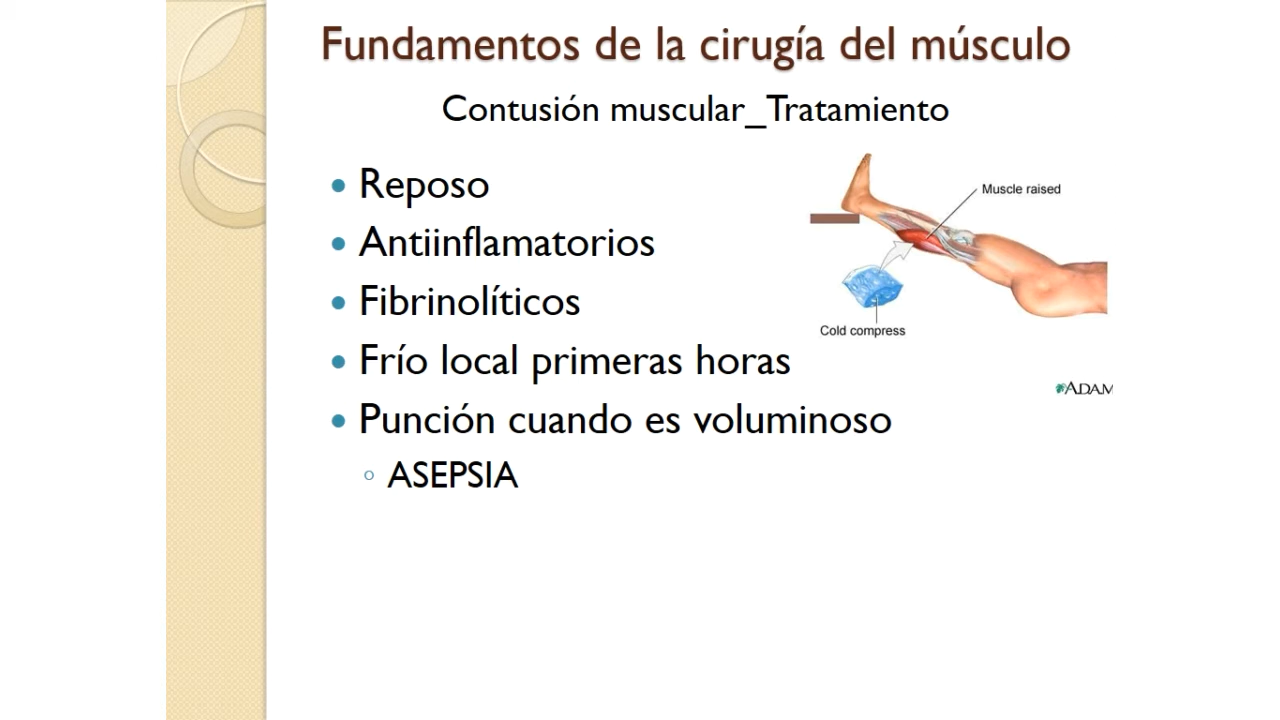 Fundamentos de la cirugía del músculo
Contusión muscular_Tratamiento
Reposo
Antiinflamatorios
Fibrinolíticos
Frío local primeras horas
Punción cuando es voluminoso
ASEPSIA
Muscle raised
Cold compress
ADAM